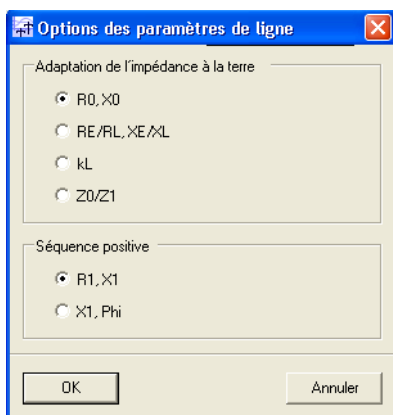 Options des paramètres de ligne
Adaptation de l'impédance à la terre
R0, X0
RE/RL, XE/XL
kL
Z0/Z1
Séquence positive
R1, X1
X1, Phi
OK
Annuler